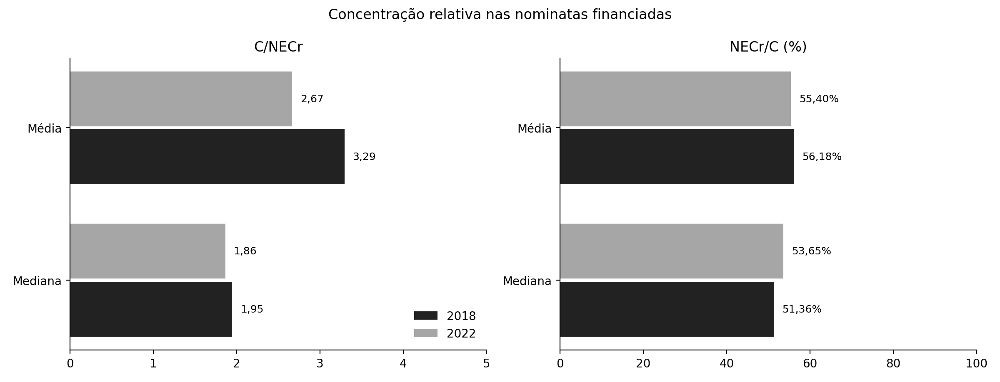 Concentração relativa nas nominatas financiadas
C/NECr
Média
Mediana
2,67
3,29
1,86
1,95
2018
2022
0 1 2 3 4 5
NECr/C (%)
Média
Mediana
55,40%
56,18%
53,65%
51,36%
0 20 40 60 80 100